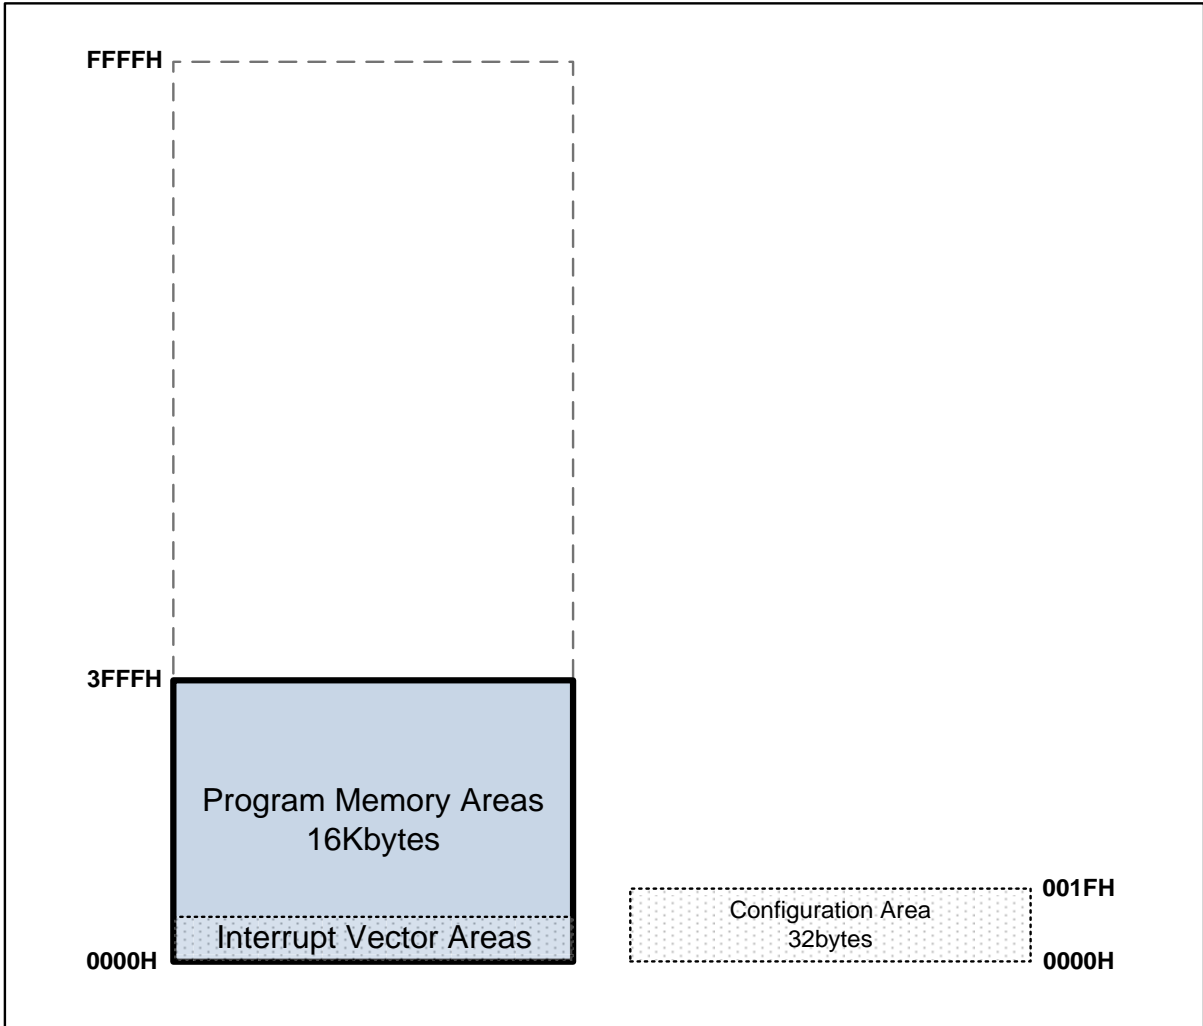 FFFFH
3FFFH
Program Memory Areas
16Kbytes
Interrupt Vector Areas
0000H
001FH
Configuration Area
32bytes
0000H